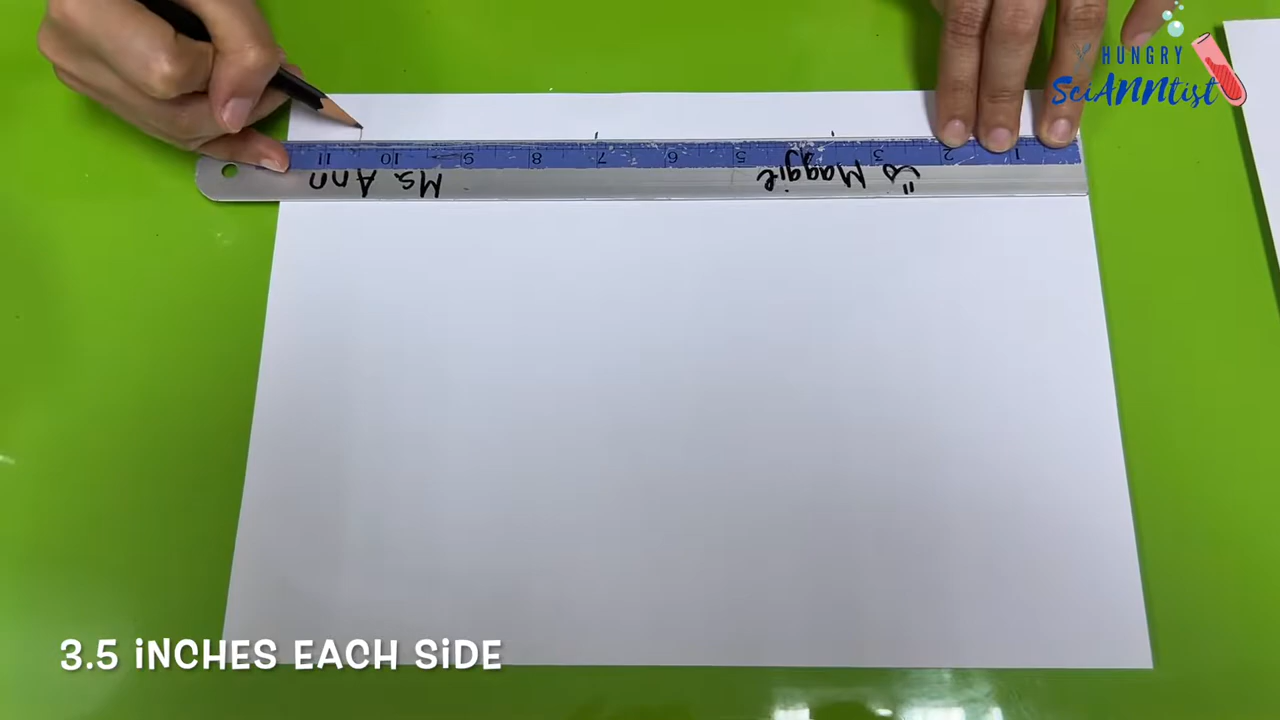 HUNGRY
SciANNtist
11 10 9 8 7 6 5 3 2 1
Ms. Ann
Maggie
3.5 INCHES EACH SIDE